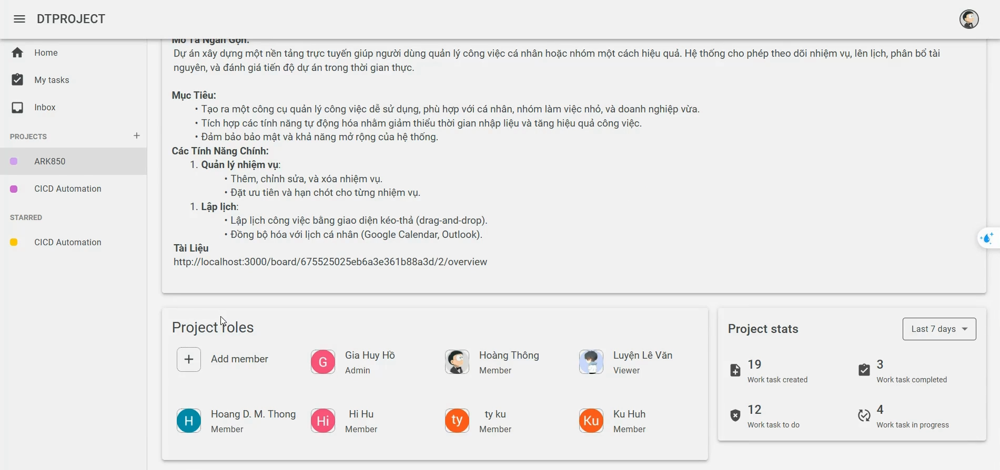 DTPROJECT
Home
My tasks
Inbox
PROJECTS
ARK850
CICD Automation
STARRED
CICD Automation
Mô Tả Ngắn Gọn:
Dự án xây dựng một nền tảng trực tuyến giúp người dùng quản lý công việc cá nhân hoặc nhóm một cách hiệu quả. Hệ thống cho phép theo dõi nhiệm vụ, lên lịch, phân bổ tài
nguyên, và đánh giá tiến độ dự án trong thời gian thực.
Mục Tiêu:
• Tạo ra một công cụ quản lý công việc dễ sử dụng, phù hợp với cá nhân, nhóm làm việc nhỏ, và doanh nghiệp vừa.
• Tích hợp các tính năng tự động hóa nhằm giảm thiểu thời gian nhập liệu và tăng hiệu quả công việc.
• Đảm bảo bảo mật và khả năng mở rộng của hệ thống.
Các Tính Năng Chính:
1. Quản lý nhiệm vụ:
• Thêm, chỉnh sửa, và xóa nhiệm vụ.
• Đặt ưu tiên và hạn chót cho từng nhiệm vụ.
1. Lập lịch:
• Lập lịch công việc bằng giao diện kéo-thả (drag-and-drop).
• Đồng bộ hóa với lịch cá nhân (Google Calendar, Outlook).
Tài Liệu
http://localhost:3000/board/675525025eb6a3e361b88a3d/2/overview
Project roles
Add member
G
Gia Huy Hồ
Admin
Hoàng Thông
Member
Luyện Lê Văn
Viewer
H
Hoang D. M. Thong
Member
Hi
Hi Hu
Member
ty
ty ku
Member
Ku
Ku Huh
Member
Project stats
Last 7 days
19
Work task created
3
Work task completed
12
Work task to do
4
Work task in progress